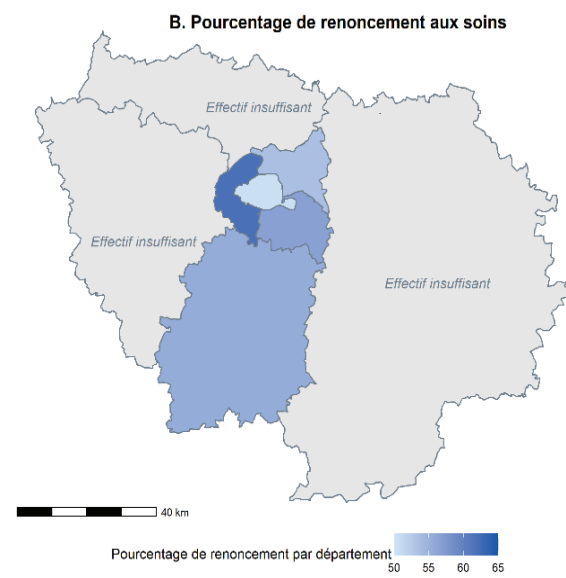 B. Pourcentage de renoncement aux soins
Effectif insuffisant
Effectif insuffisant
Effectif insuffisant
40 km
Pourcentage de renoncement par département
50 55 60 65